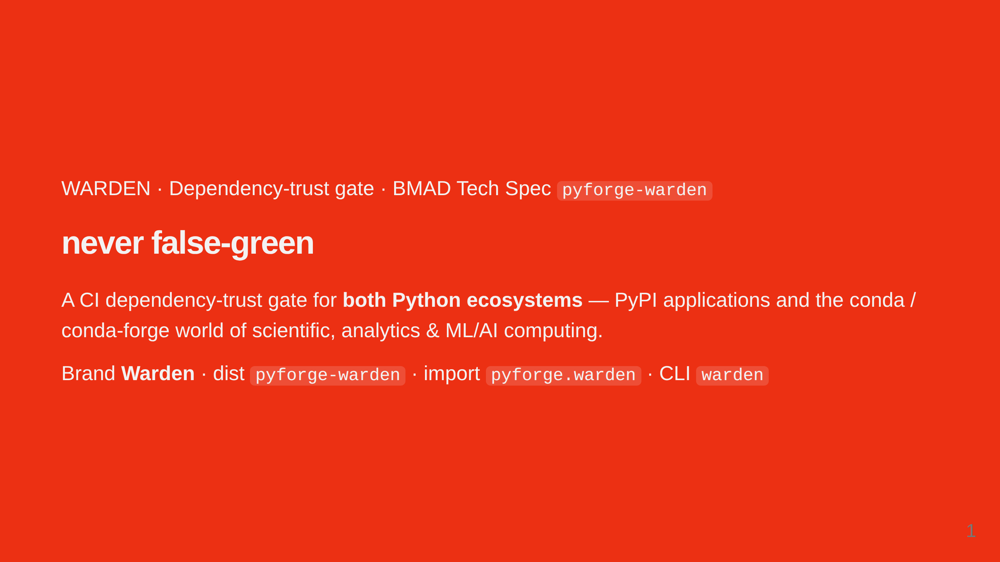 WARDEN · Dependency-trust gate · BMAD Tech Spec pyforge-warden
never false-green
A CI dependency-trust gate for both Python ecosystems — PyPI applications and the conda /
conda-forge world of scientific, analytics & ML/AI computing.
Brand Warden · dist pyforge-warden · import pyforge.warden · CLI warden
1